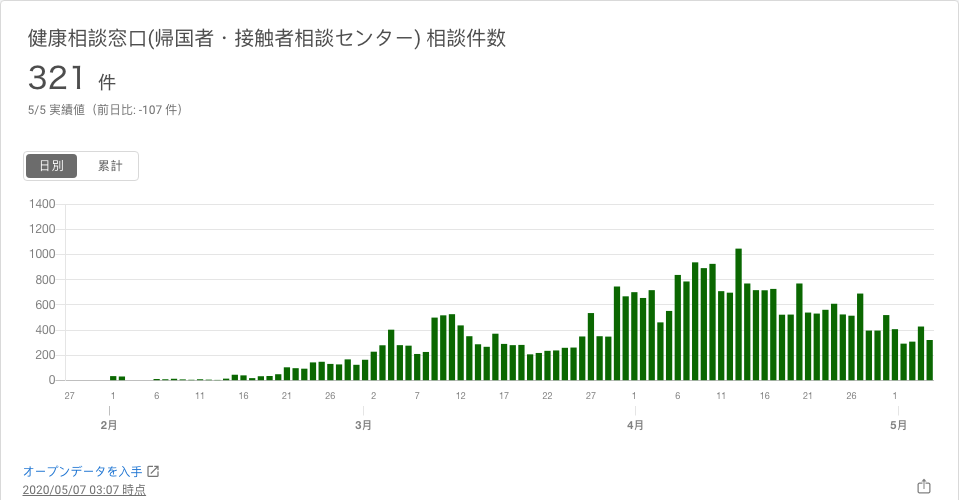 健康相談窓口(帰国者・接触者相談センター) 相談件数
321 件
5/5 実績値（前日比: -107 件）
日別 累計
1400
1200
1000
800
600
400
200
0
27 1 6 11 16 21 26 2 7 12 17 22 27 1 6 11 16 21 26 1
2月 3月 4月 5月
オープンデータを入手
2020/05/07 03:07 時点